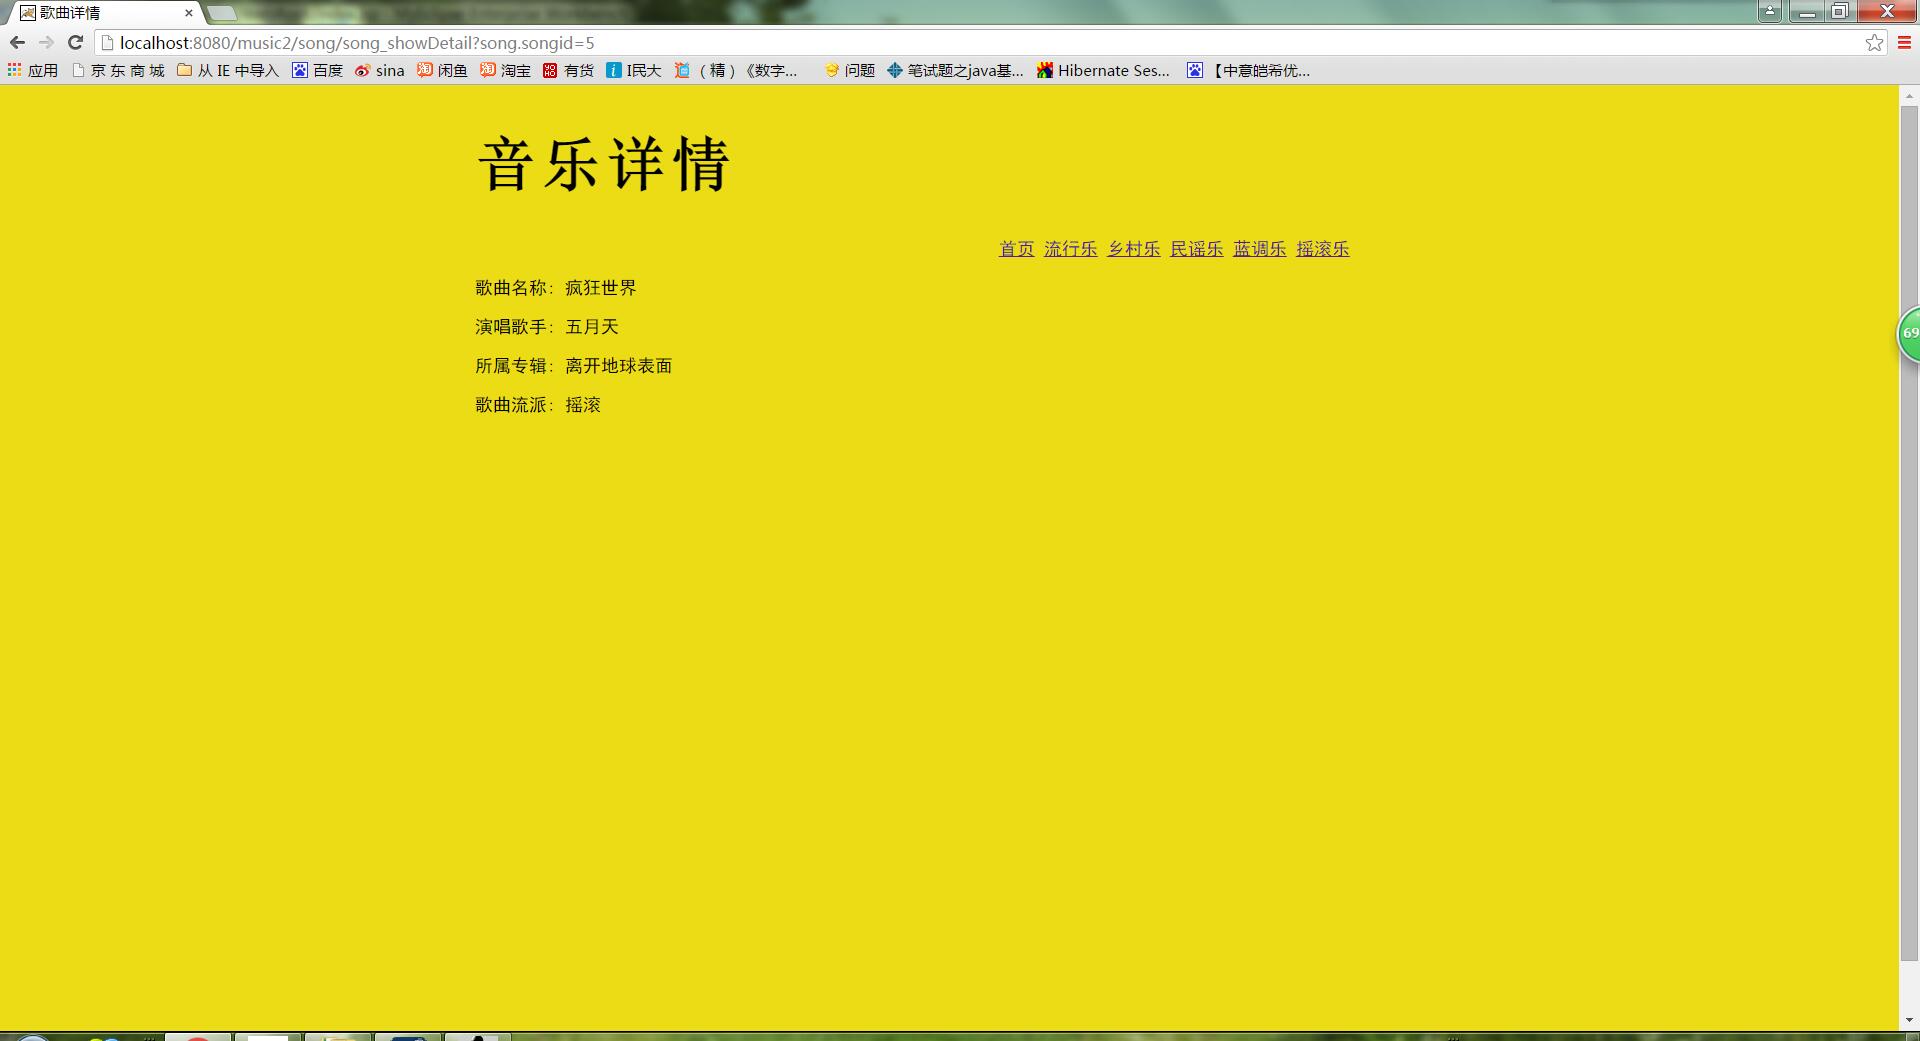 歌曲详情
localhost:8080/music2/song/song_showDetail?song.songid=5
应用 京 东 商 城 从 IE 中导入 百度 sina 闲鱼 淘宝 有货 I民大 （ 精 ）《数字... 问题 笔试题之java基... Hibernate Ses... 【中意皑希优...
音乐详情
首页 流行乐 乡村乐 民谣乐 蓝调乐 摇滚乐
歌曲名称：疯狂世界
69
演唱歌手：五月天
所属专辑：离开地球表面
歌曲流派：摇滚